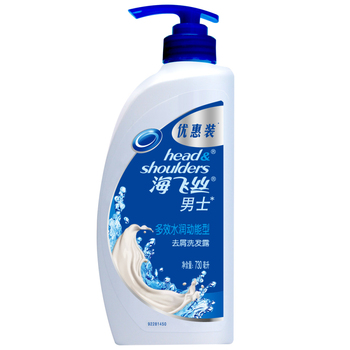 优惠装
head&
shoulders®
海飞丝®
男士*
多效水润动能型
去屑洗发露
净含量:730毫升